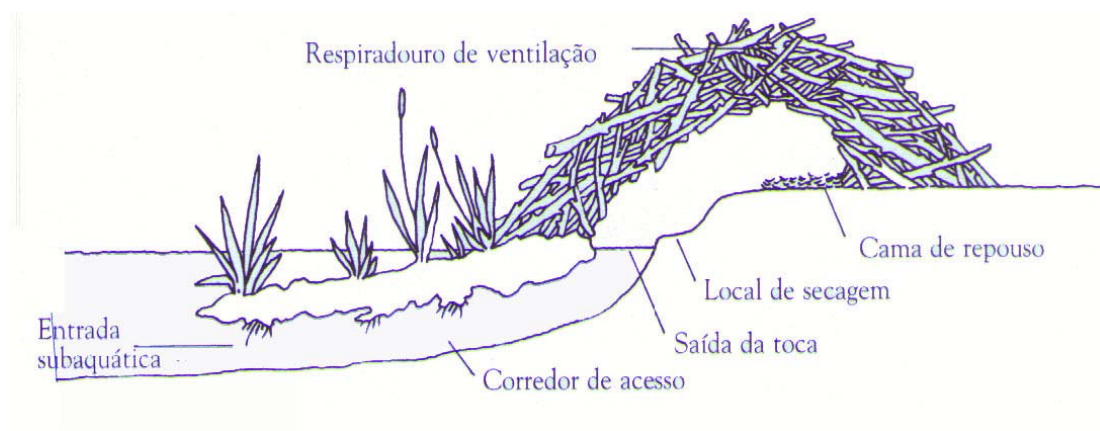 Respiradouro de ventilação
Cama de repouso
Local de secagem
Entrada
subaquática
Saída da toca
Corredor de acesso